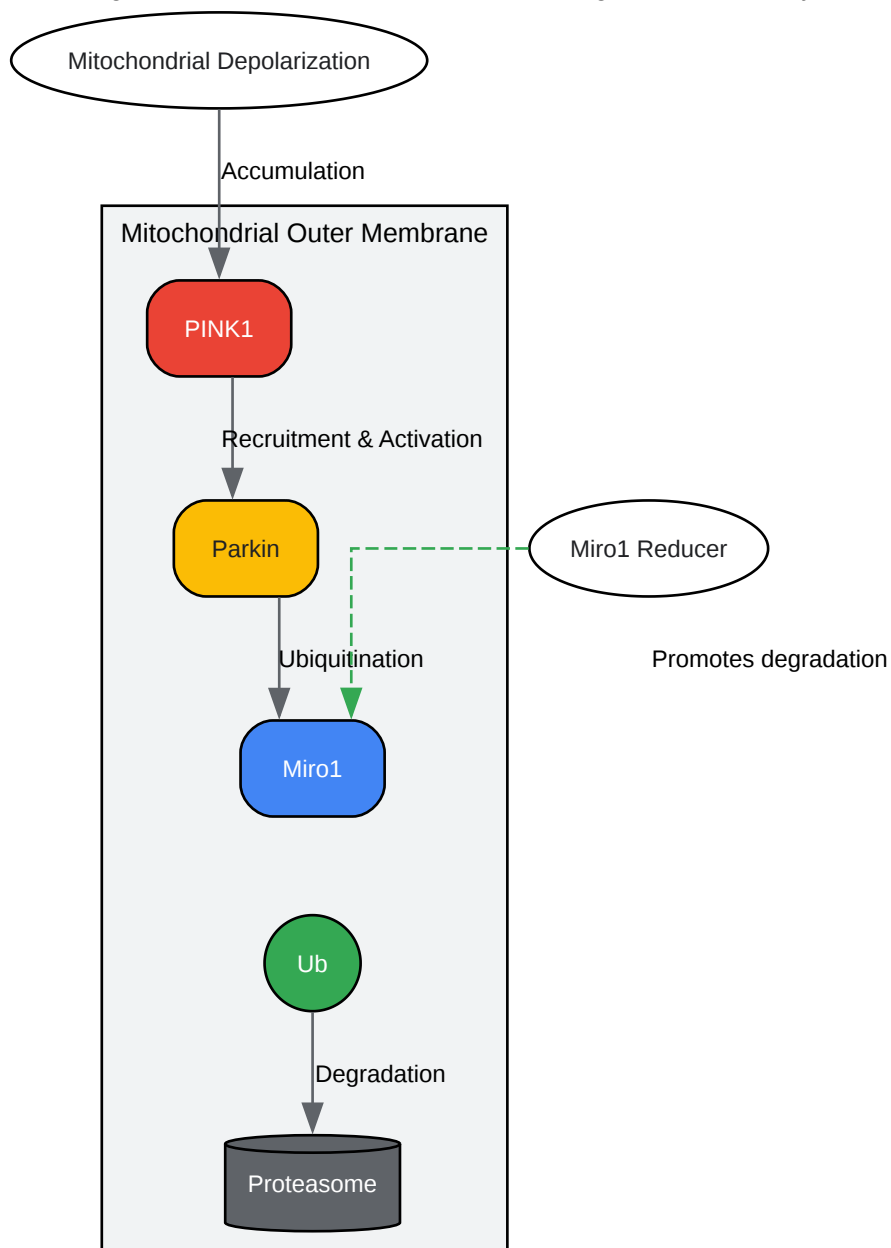 Mitochondrial Depolarization
Accumulation
Mitochondrial Outer Membrane
PINK1
Recruitment & Activation
Parkin
Miro1 Reducer
Ubiquitination
Promotes degradation
Miro1
Ub
Degradation
Proteasome